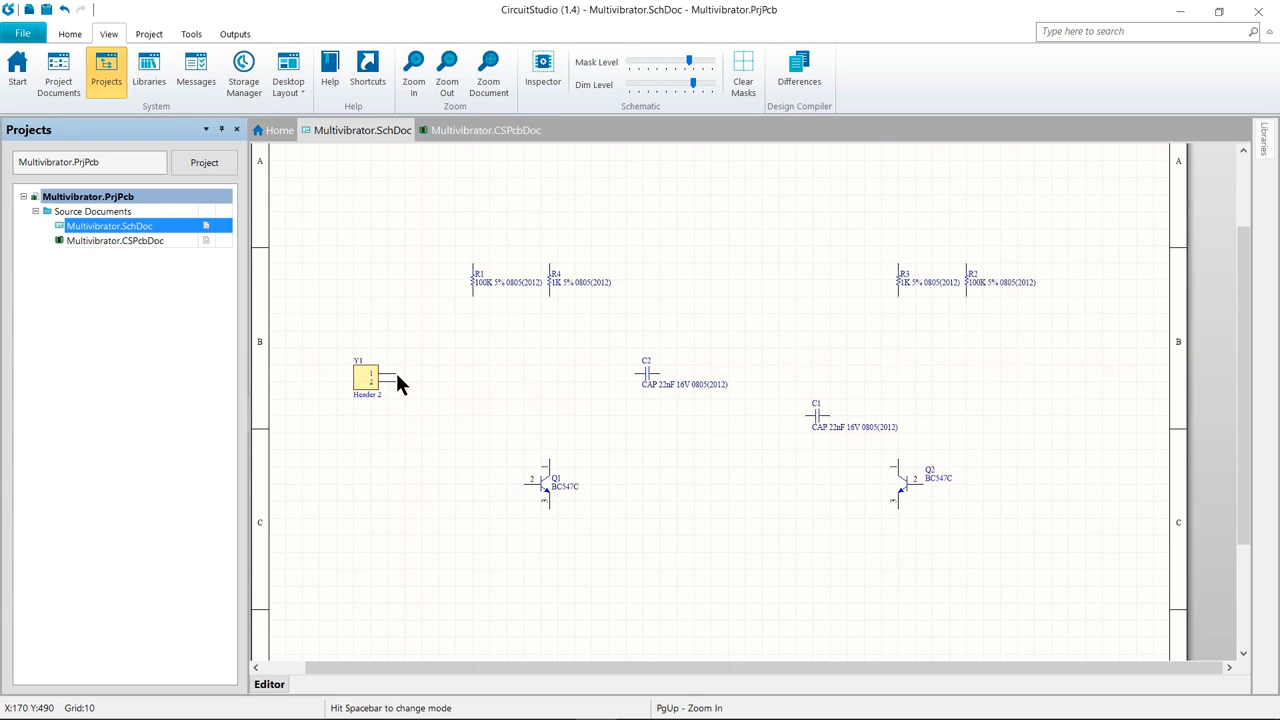 CircuitStudio (1.4) - Multivibrator.SchDoc - Multivibrator.PrjPcb
File Home View Project Tools Outputs
Type here to search
Start
Project Documents
Projects
Libraries
Messages
Storage Manager
Desktop Layout
System
Help
Shortcuts
Help
Zoom In
Zoom Out
Zoom Document
Zoom
Inspector
Mask Level
Dim Level
Clear Masks
Schematic
Differences
Design Compiler
Projects
Home Multivibrator.SchDoc Multivibrator.CSPcbDoc
Multivibrator.PrjPcb
Project
Multivibrator.PrjPcb
Source Documents
Multivibrator.SchDoc
Multivibrator.CSPcbDoc
Libraries
A
A
R1
100K 5% 0805(2012)
R4
1K 5% 0805(2012)
R3
1K 5% 0805(2012)
R2
100K 5% 0805(2012)
B
B
Y1
1
2
Header 2
C2
CAP 22nF 16V 0805(2012)
C1
CAP 22nF 16V 0805(2012)
1
2
3
Q1
BC547C
1
2
3
Q2
BC547C
C
C
Editor
X:170 Y:490 Grid:10
Hit Spacebar to change mode
PgUp - Zoom In